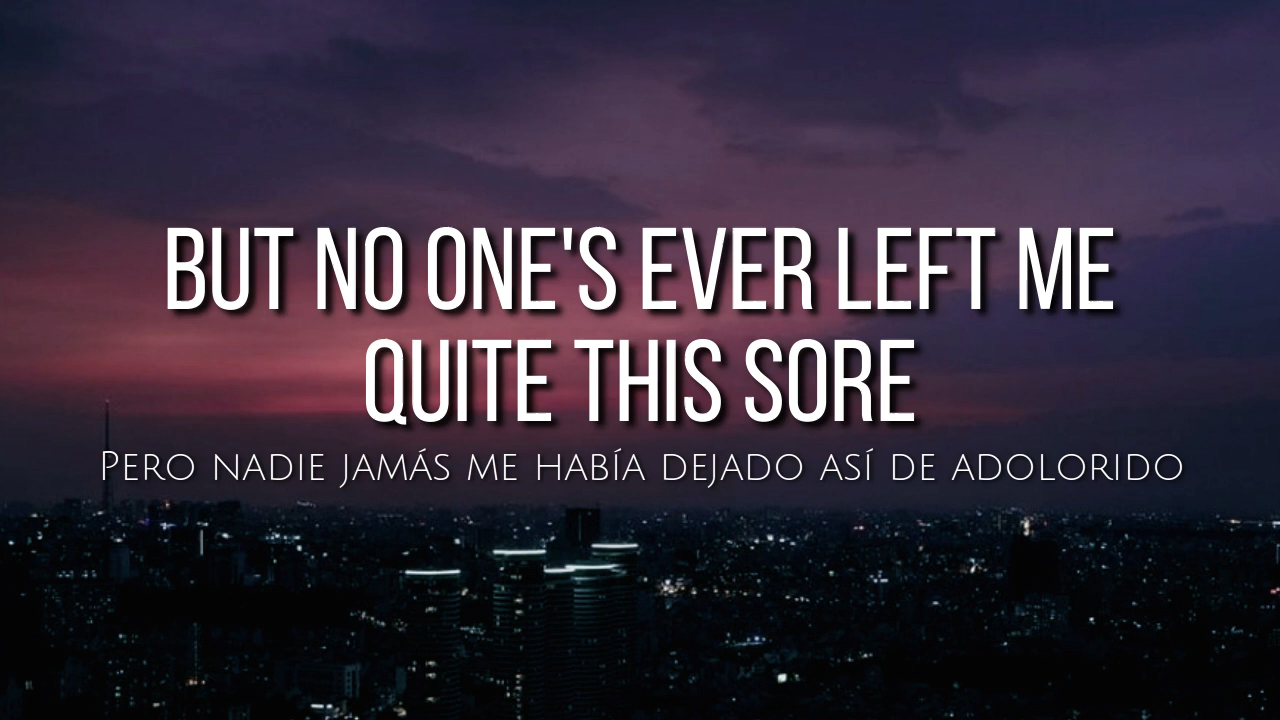 BUT NO ONE'S EVER LEFT ME
QUITE THIS SORE
Pero nadie jamás me había dejado así de adolorido